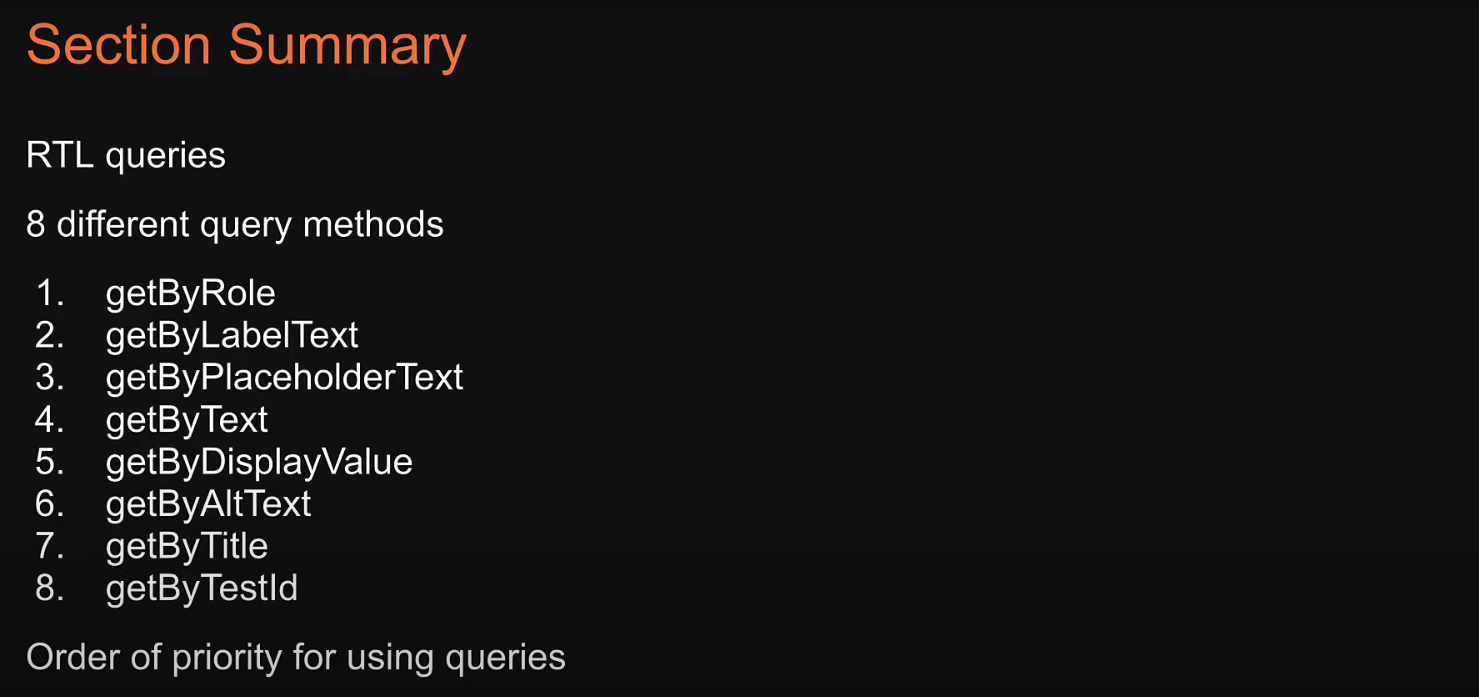 Section Summary
RTL queries
8 different query methods
1. getByRole
2. getByLabelText
3. getByPlaceholderText
4. getByText
5. getByDisplayValue
6. getByAltText
7. getByTitle
8. getByTestId
Order of priority for using queries